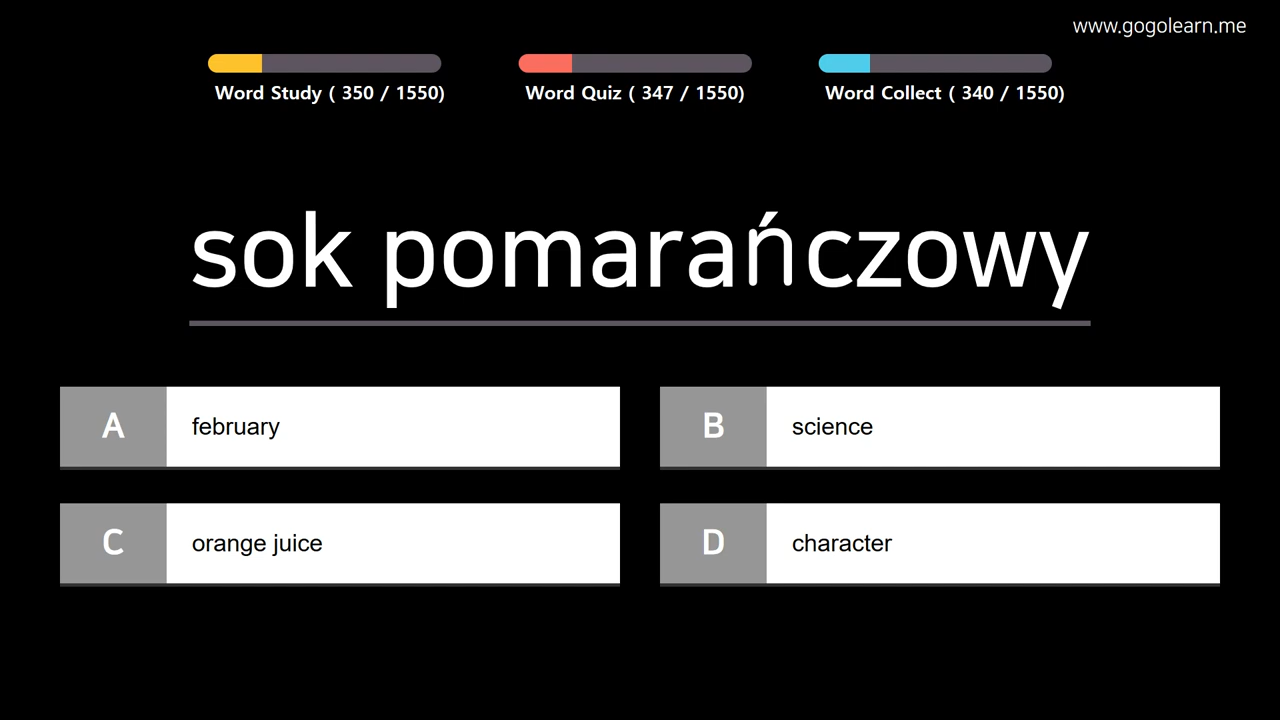 www.gogolearn.me
Word Study ( 350 / 1550)
Word Quiz ( 347 / 1550)
Word Collect ( 340 / 1550)
sok pomarańczowy
A february
B science
C orange juice
D character